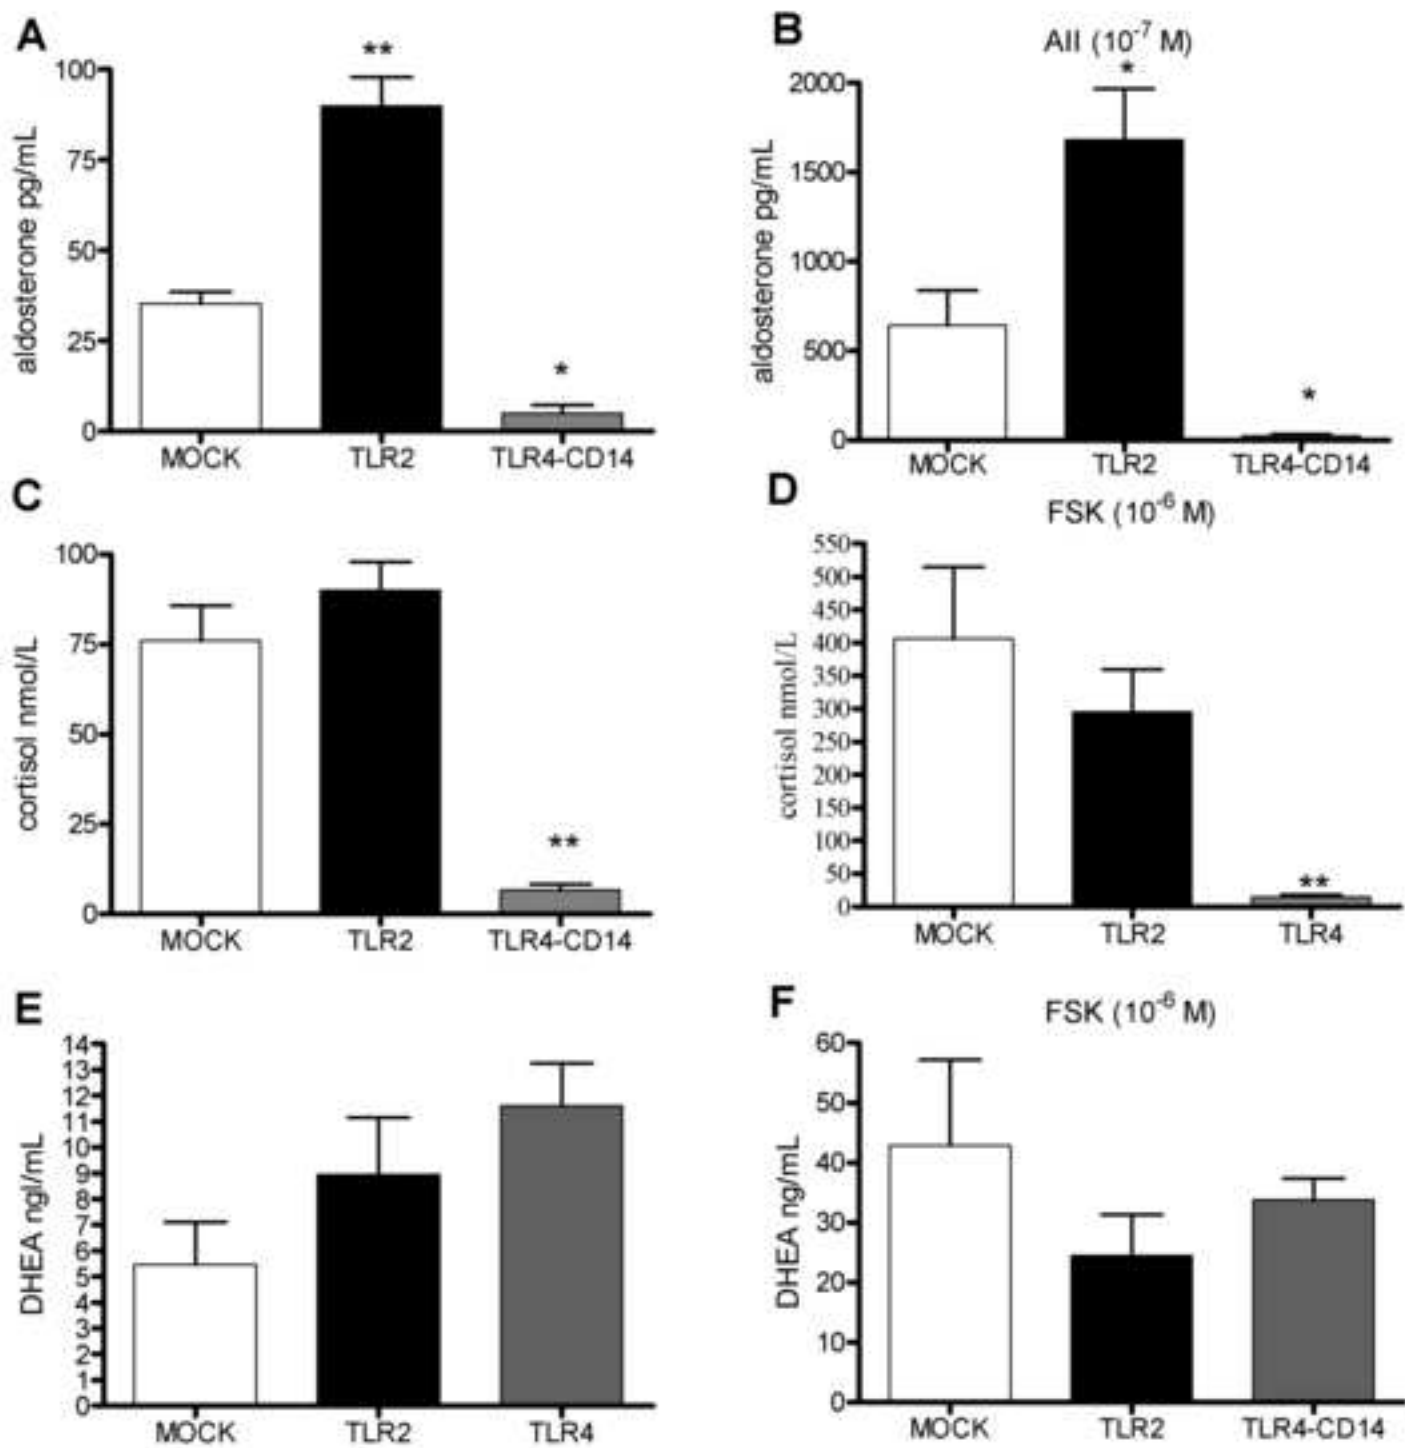 A
**
100
75
50
25
0
aldosterone pg/mL
*
MOCK TLR2 TLR4-CD14
B
AII (10⁻⁷ M)
*
2000
1500
1000
500
0
aldosterone pg/mL
*
MOCK TLR2 TLR4-CD14
C
100
75
50
25
0
cortisol nmol/L
**
MOCK TLR2 TLR4-CD14
D
FSK (10⁻⁶ M)
550
500
450
400
350
300
250
200
150
100
50
0
cortisol nmol/L
**
MOCK TLR2 TLR4
E
14
13
12
11
10
9
8
7
6
5
4
3
2
1
0
DHEA ngl/mL
MOCK TLR2 TLR4
F
FSK (10⁻⁶ M)
60
50
40
30
20
10
0
DHEA ng/mL
MOCK TLR2 TLR4-CD14